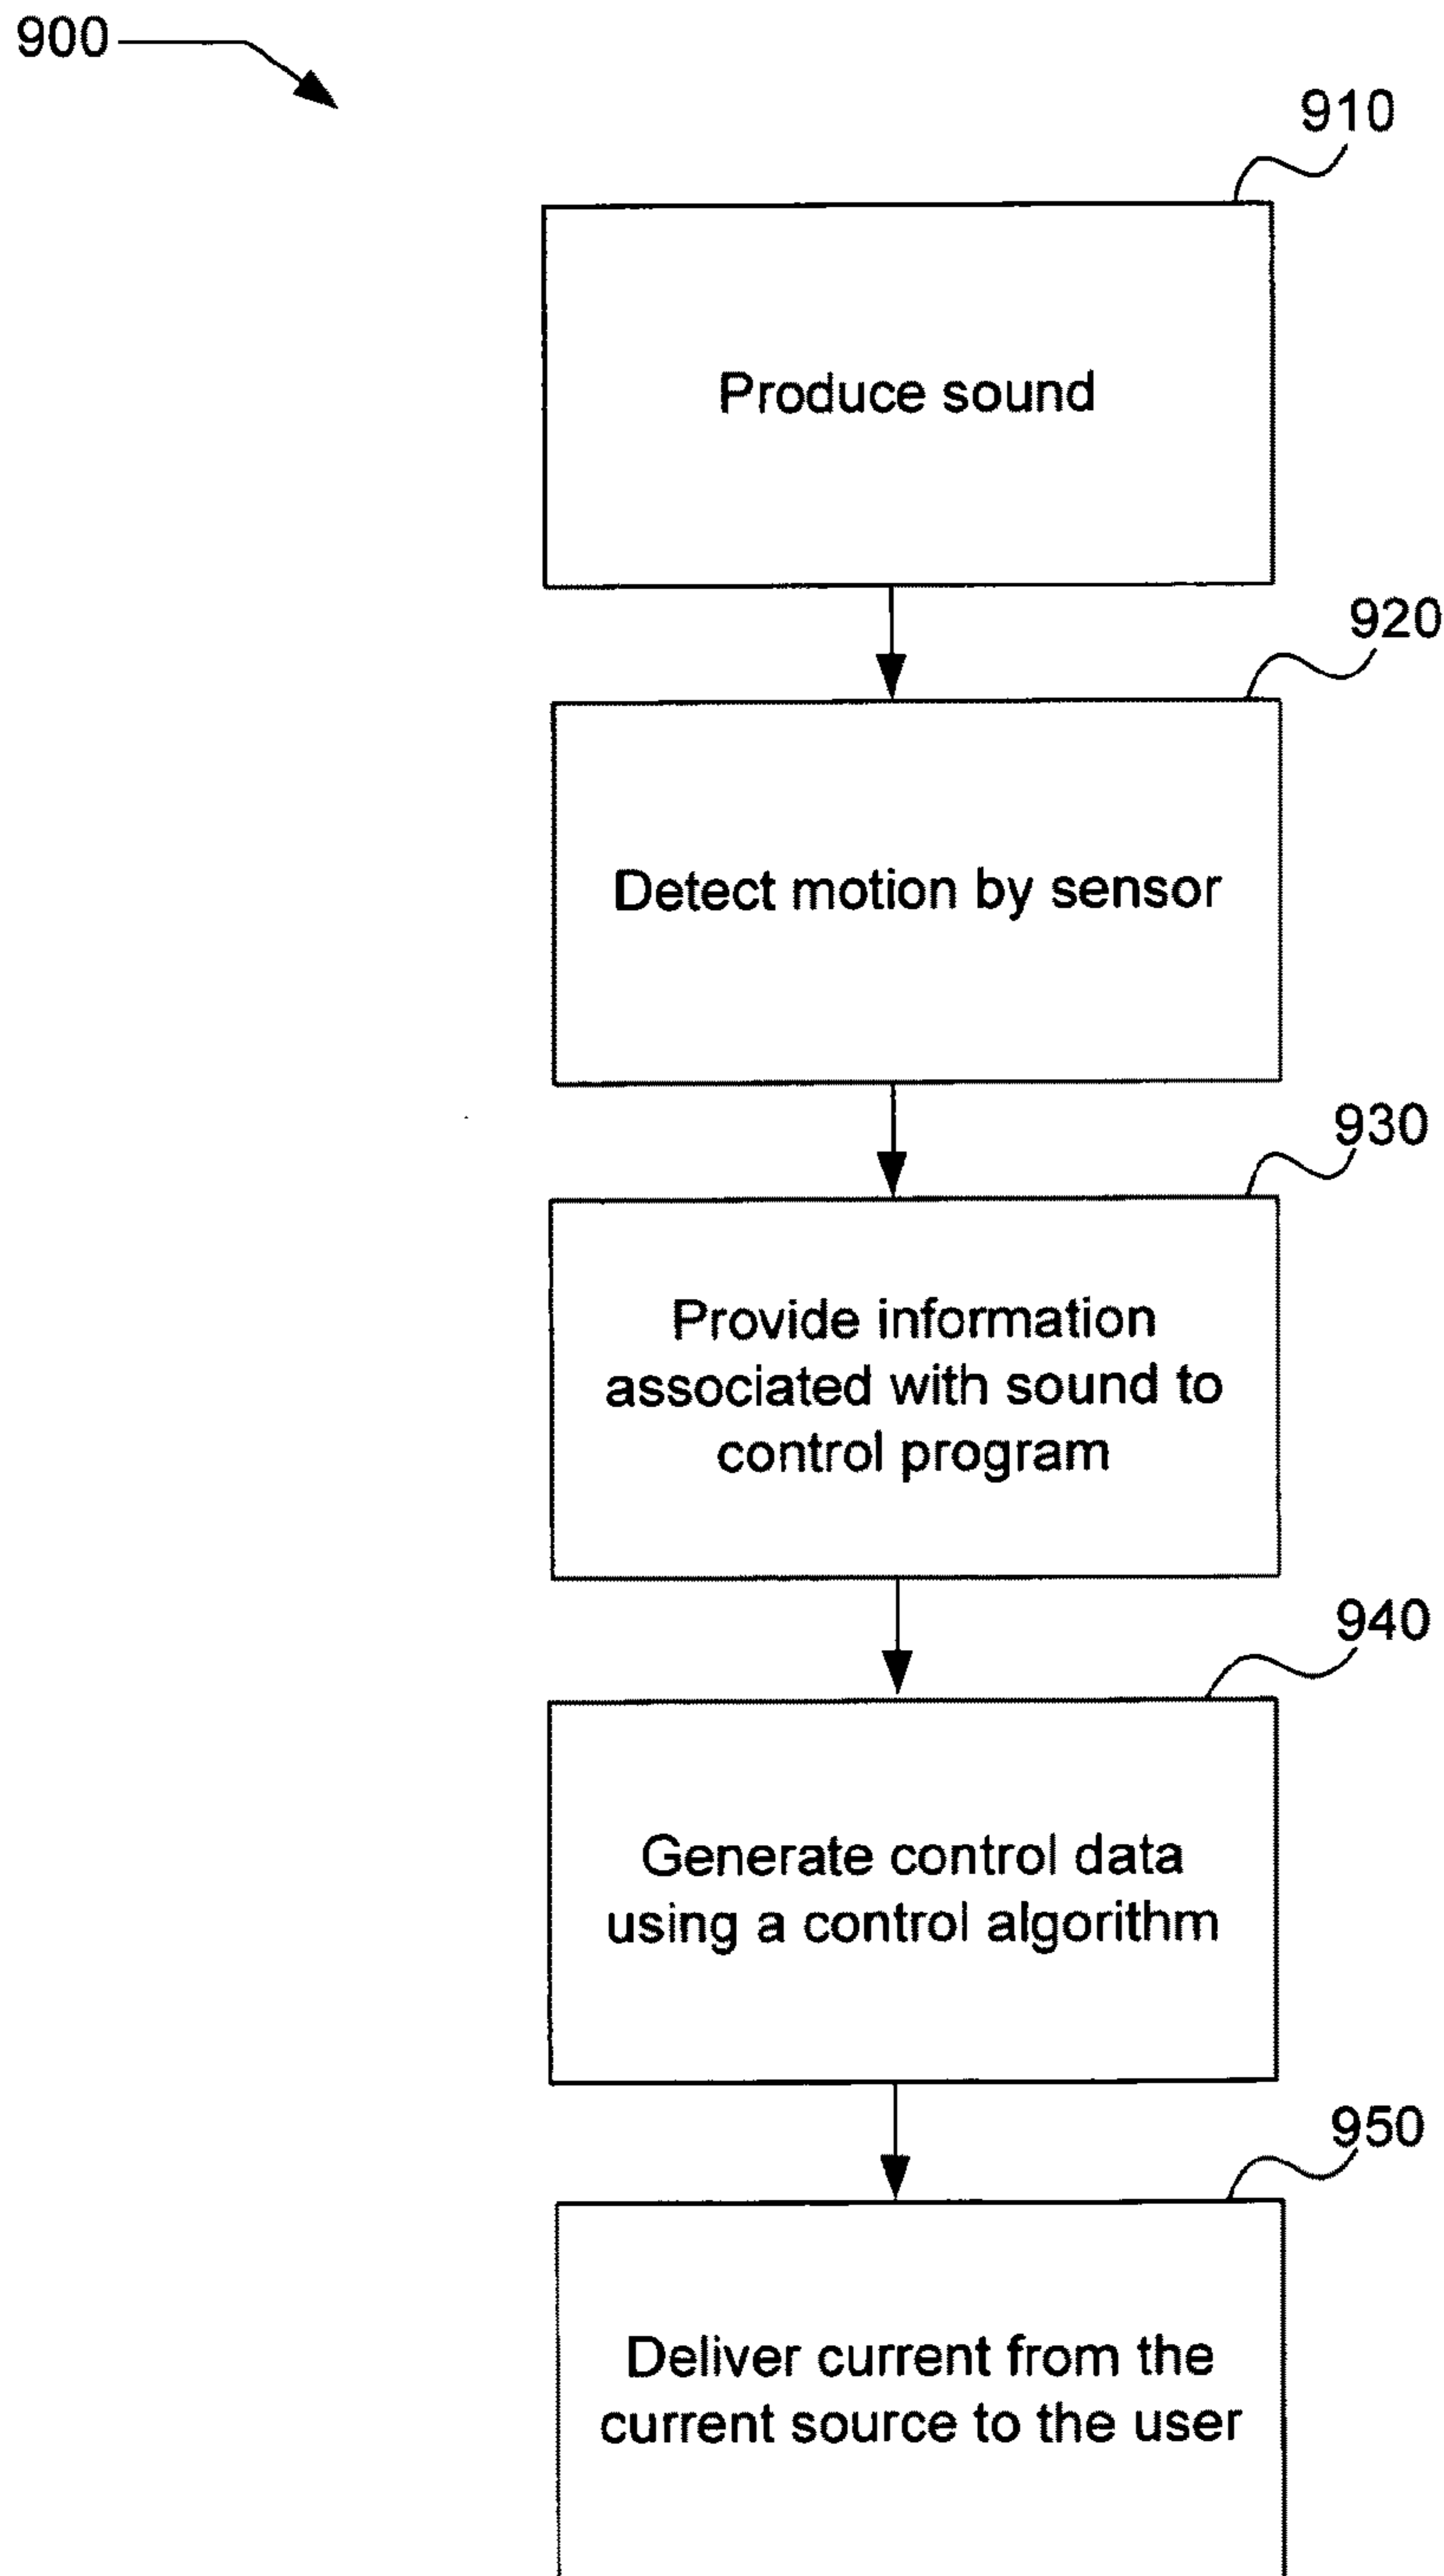 900
910
Produce sound
920
Detect motion by sensor
930
Provide information
associated with sound to
control program
940
Generate control data
using a control algorithm
950
Deliver current from the
current source to the user